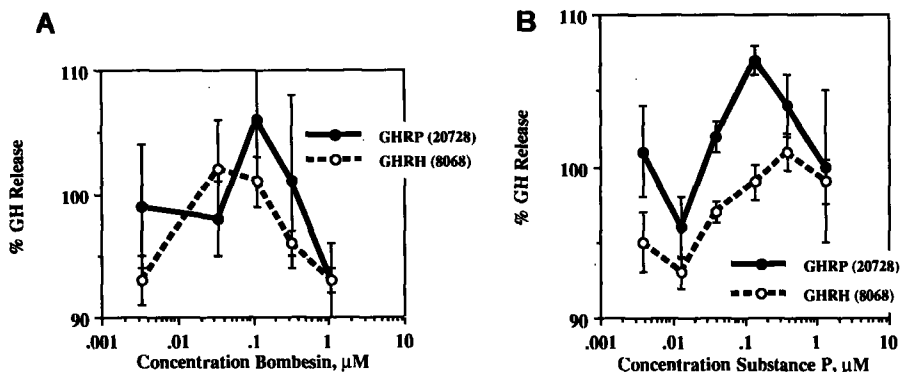 A
110
100
90
% GH Release
GHRP (20728)
GHRH (8068)
.001 .01 .1 1 10
Concentration Bombesin, µM
B
110
100
90
% GH Release
GHRP (20728)
GHRH (8068)
.001 .01 .1 1 10
Concentration Substance P, µM